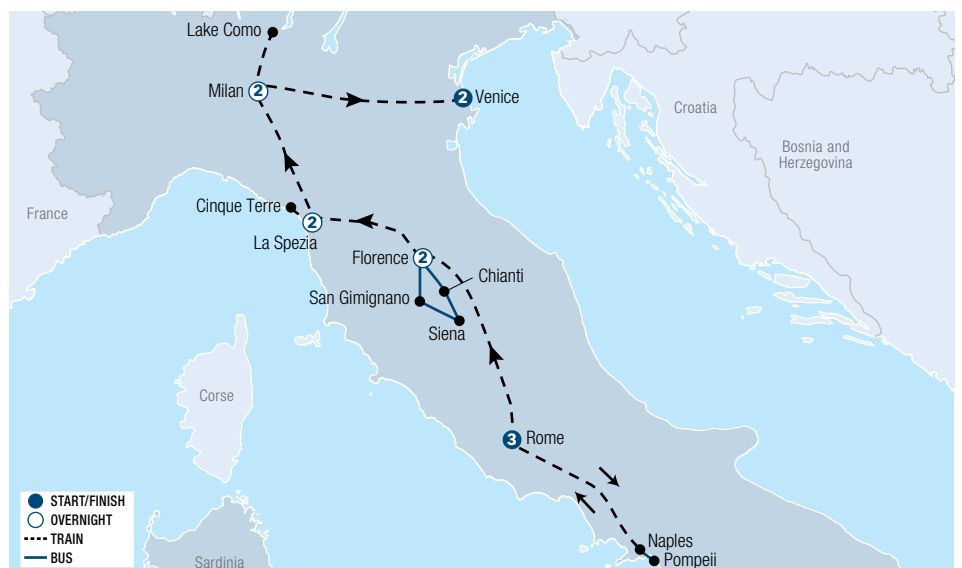 Lake Como
Milan
2
2
Venice
Croatia
Bosnia and
Herzegovina
France
Cinque Terre
2
La Spezia
Florence
2
Chianti
San Gimignano
Siena
Corse
3
Rome
START/FINISH
OVERNIGHT
TRAIN
BUS
Naples
Pompeii
Sardinia